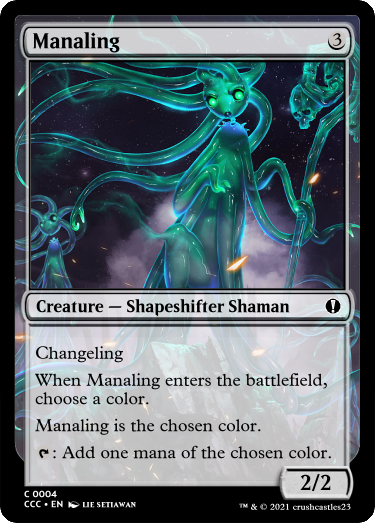 Manaling 3
Creature — Shapeshifter Shaman
Changeling
When Manaling enters the battlefield,
choose a color.
Manaling is the chosen color.
: Add one mana of the chosen color.
2/2
C 0004
CCC • EN LIE SETIAWAN
™ & © 2021 crushcastles23